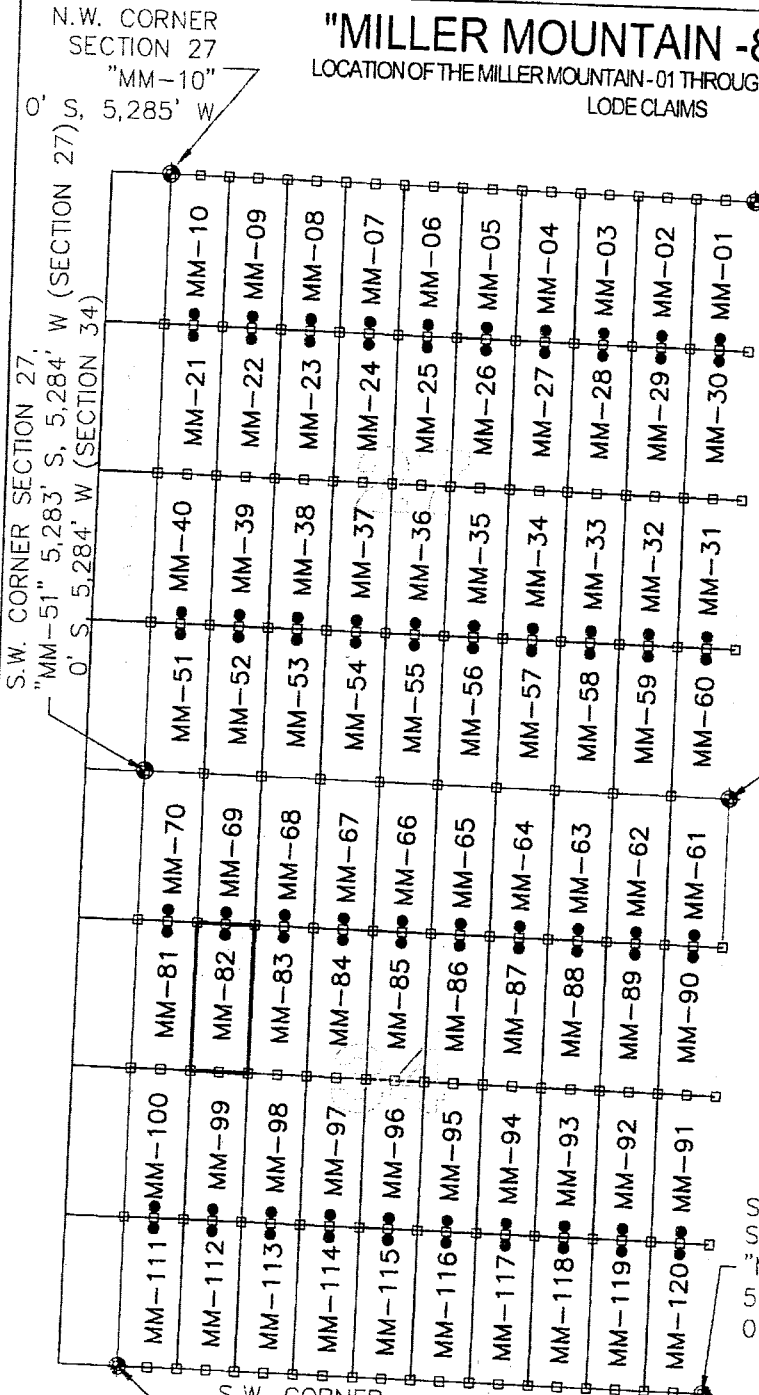 N.W. CORNER
SECTION 27
"MM-10"
0' S, 5,285' W
"MILLER MOUNTAIN -8
LOCATION OF THE MILLER MOUNTAIN - 01 THROUG
LODE CLAIMS
S.W. CORNER SECTION 27,
"MM-51" 5,283' S, 5,284' W (SECTION 27)
0' S, 5,284' W (SECTION 34)
MM-10 MM-09 MM-08 MM-07 MM-06 MM-05 MM-04 MM-03 MM-02 MM-01
MM-21 MM-22 MM-23 MM-24 MM-25 MM-26 MM-27 MM-28 MM-29 MM-30
MM-40 MM-39 MM-38 MM-37 MM-36 MM-35 MM-34 MM-33 MM-32 MM-31
MM-51 MM-52 MM-53 MM-54 MM-55 MM-56 MM-57 MM-58 MM-59 MM-60
MM-70 MM-69 MM-68 MM-67 MM-66 MM-65 MM-64 MM-63 MM-62 MM-61
MM-81 MM-82 MM-83 MM-84 MM-85 MM-86 MM-87 MM-88 MM-89 MM-90
MM-100 MM-99 MM-98 MM-97 MM-96 MM-95 MM-94 MM-93 MM-92 MM-91
MM-111 MM-112 MM-113 MM-114 MM-115 MM-116 MM-117 MM-118 MM-119 MM-120
S
S
5
0
S.W. CORNER